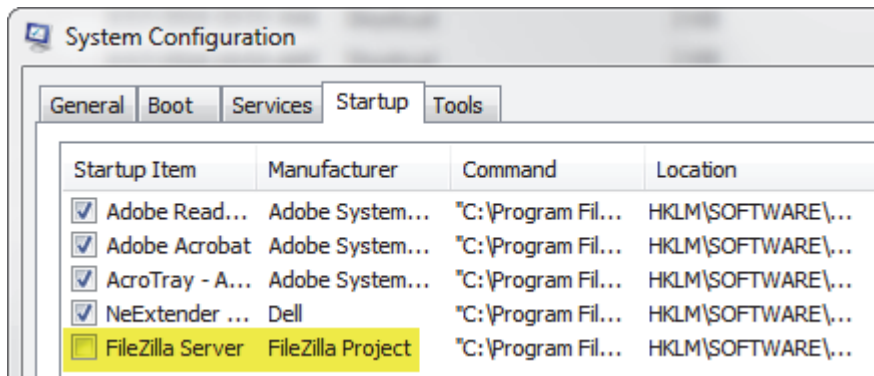 System Configuration
General Boot Services Startup Tools
Startup Item Manufacturer Command Location
Adobe Read... Adobe System... "C:\Program Fil... HKLM\SOFTWARE\...
Adobe Acrobat Adobe System... "C:\Program Fil... HKLM\SOFTWARE\...
AcroTray - A... Adobe System... "C:\Program Fil... HKLM\SOFTWARE\...
NeExtender ... Dell "C:\Program Fil... HKLM\SOFTWARE\...
FileZilla Server FileZilla Project "C:\Program Fil... HKLM\SOFTWARE\...